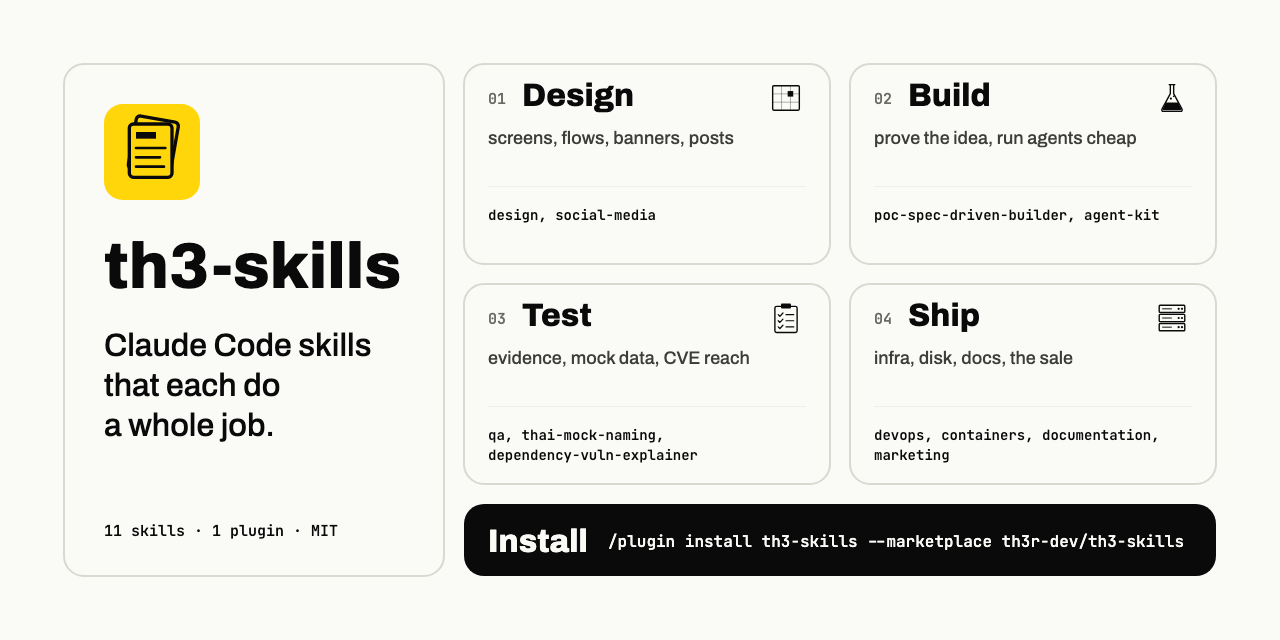 th3-skills
Claude Code skills
that each do
a whole job.
11 skills · 1 plugin · MIT
01 Design
screens, flows, banners, posts
design, social-media
02 Build
prove the idea, run agents cheap
poc-spec-driven-builder, agent-kit
03 Test
evidence, mock data, CVE reach
qa, thai-mock-naming,
dependency-vuln-explainer
04 Ship
infra, disk, docs, the sale
devops, containers, documentation,
marketing
Install /plugin install th3-skills --marketplace th3r-dev/th3-skills